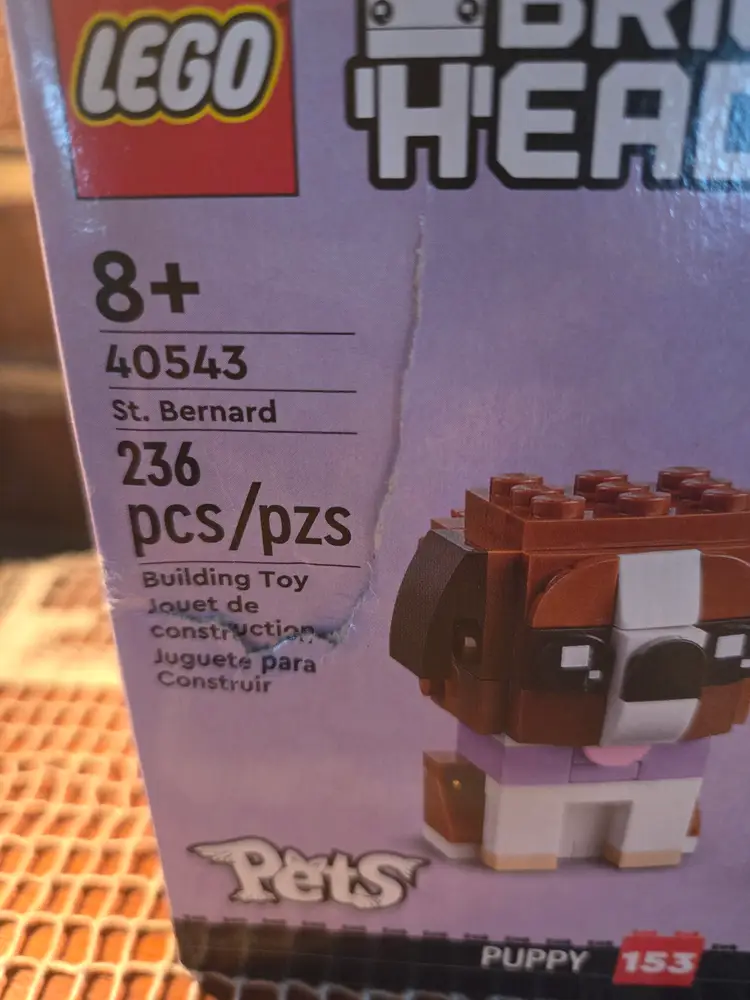 LEGO
8+
40543
St. Bernard
236
pcs/pzs
Building Toy
Jouet de
construction
Juguete para
Construir
Pets
PUPPY 153